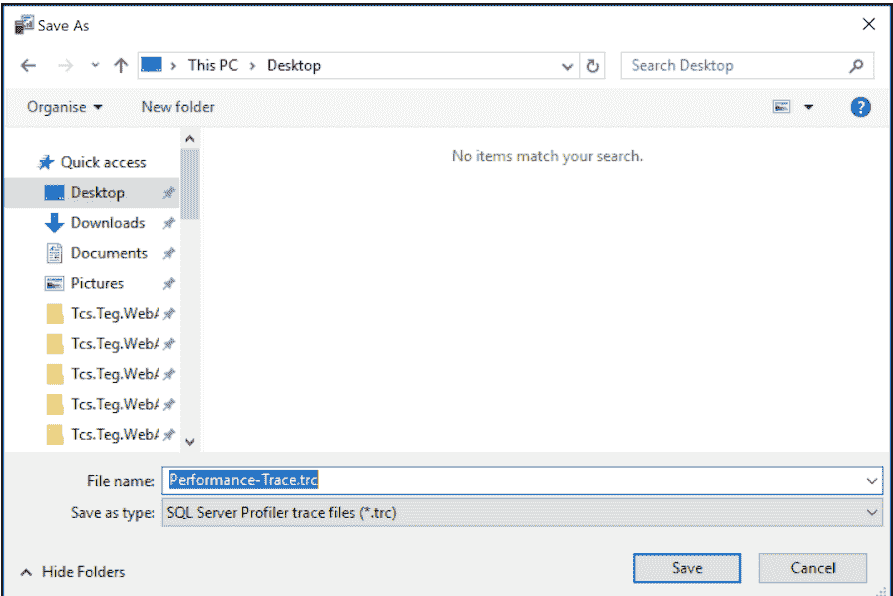 Save As
This PC > Desktop
Search Desktop
Organise
New folder
?
No items match your search.
Quick access
Desktop
Downloads
Documents
Pictures
Tcs.Teg.WebA
Tcs.Teg.WebA
Tcs.Teg.WebA
Tcs.Teg.WebA
Tcs.Teg.WebA
File name: Performance-Trace.trc
Save as type: SQL Server Profiler trace files (*.trc)
Hide Folders
Save
Cancel